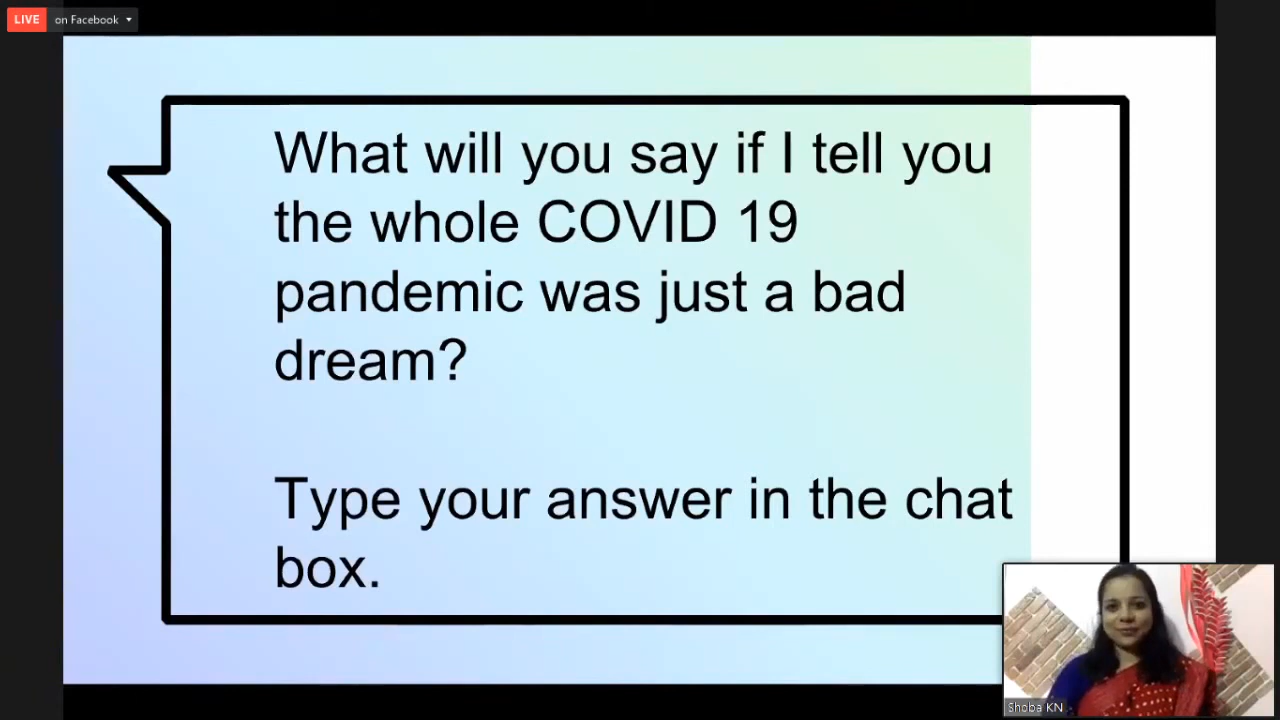 LIVE on Facebook
What will you say if I tell you
the whole COVID 19
pandemic was just a bad
dream?
Type your answer in the chat
box.
Shoba KN